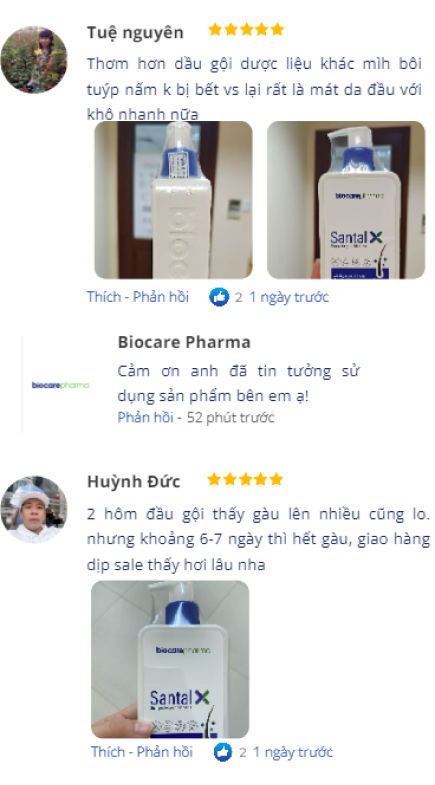 Tuệ nguyên
Thơm hơn dầu gội dược liệu khác mìh bôi
tuýp nấm k bị bết vs lại rất là mát da đầu với
khô nhanh nữa
biocarepharma
Santal X
Thích - Phản hồi 2 1 ngày trước
Biocare Pharma
biocarepharma
Cảm ơn anh đã tin tưởng sử
dụng sản phẩm bên em ạ!
Phản hồi - 52 phút trước
Huỳnh Đức
2 hôm đầu gội thấy gàu lên nhiều cũng lo.
nhưng khoảng 6-7 ngày thì hết gàu, giao hàng
dịp sale thấy hơi lâu nha
biocarepharma
Santal X
Thích - Phản hồi 2 1 ngày trước